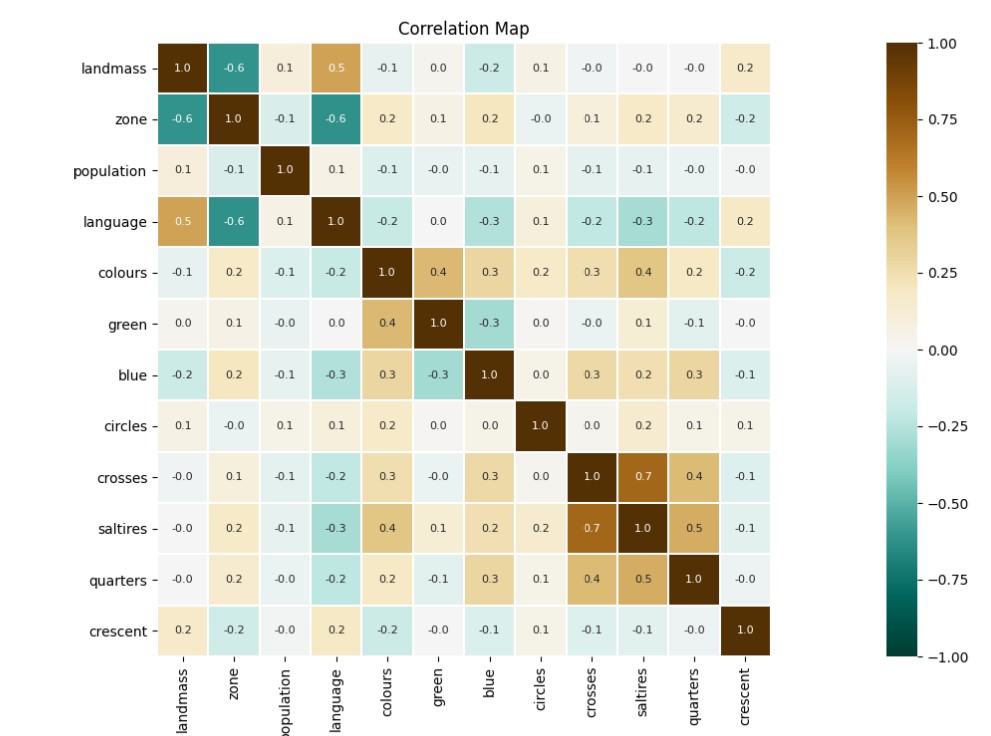 Correlation Map
landmass 1.0 -0.6 0.1 0.5 -0.1 0.0 -0.2 0.1 -0.0 -0.0 -0.0 0.2
zone -0.6 1.0 -0.1 -0.6 0.2 0.1 0.2 -0.0 0.1 0.2 0.2 -0.2
population 0.1 -0.1 1.0 0.1 -0.1 -0.0 -0.1 0.1 -0.1 -0.1 -0.0 -0.0
language 0.5 -0.6 0.1 1.0 -0.2 0.0 -0.3 0.1 -0.2 -0.3 -0.2 0.2
colours -0.1 0.2 -0.1 -0.2 1.0 0.4 0.3 0.2 0.3 0.4 0.2 -0.2
green 0.0 0.1 -0.0 0.0 0.4 1.0 -0.3 0.0 -0.0 0.1 -0.1 -0.0
blue -0.2 0.2 -0.1 -0.3 0.3 -0.3 1.0 0.0 0.3 0.2 0.3 -0.1
circles 0.1 -0.0 0.1 0.1 0.2 0.0 0.0 1.0 0.0 0.2 0.1 0.1
crosses -0.0 0.1 -0.1 -0.2 0.3 -0.0 0.3 0.0 1.0 0.7 0.4 -0.1
saltires -0.0 0.2 -0.1 -0.3 0.4 0.1 0.2 0.2 0.7 1.0 0.5 -0.1
quarters -0.0 0.2 -0.0 -0.2 0.2 -0.1 0.3 0.1 0.4 0.5 1.0 -0.0
crescent 0.2 -0.2 -0.0 0.2 -0.2 -0.0 -0.1 0.1 -0.1 -0.1 -0.0 1.0
landmass
zone
population
language
colours
green
blue
circles
crosses
saltires
quarters
crescent
1.00
0.75
0.50
0.25
0.00
−0.25
−0.50
−0.75
−1.00